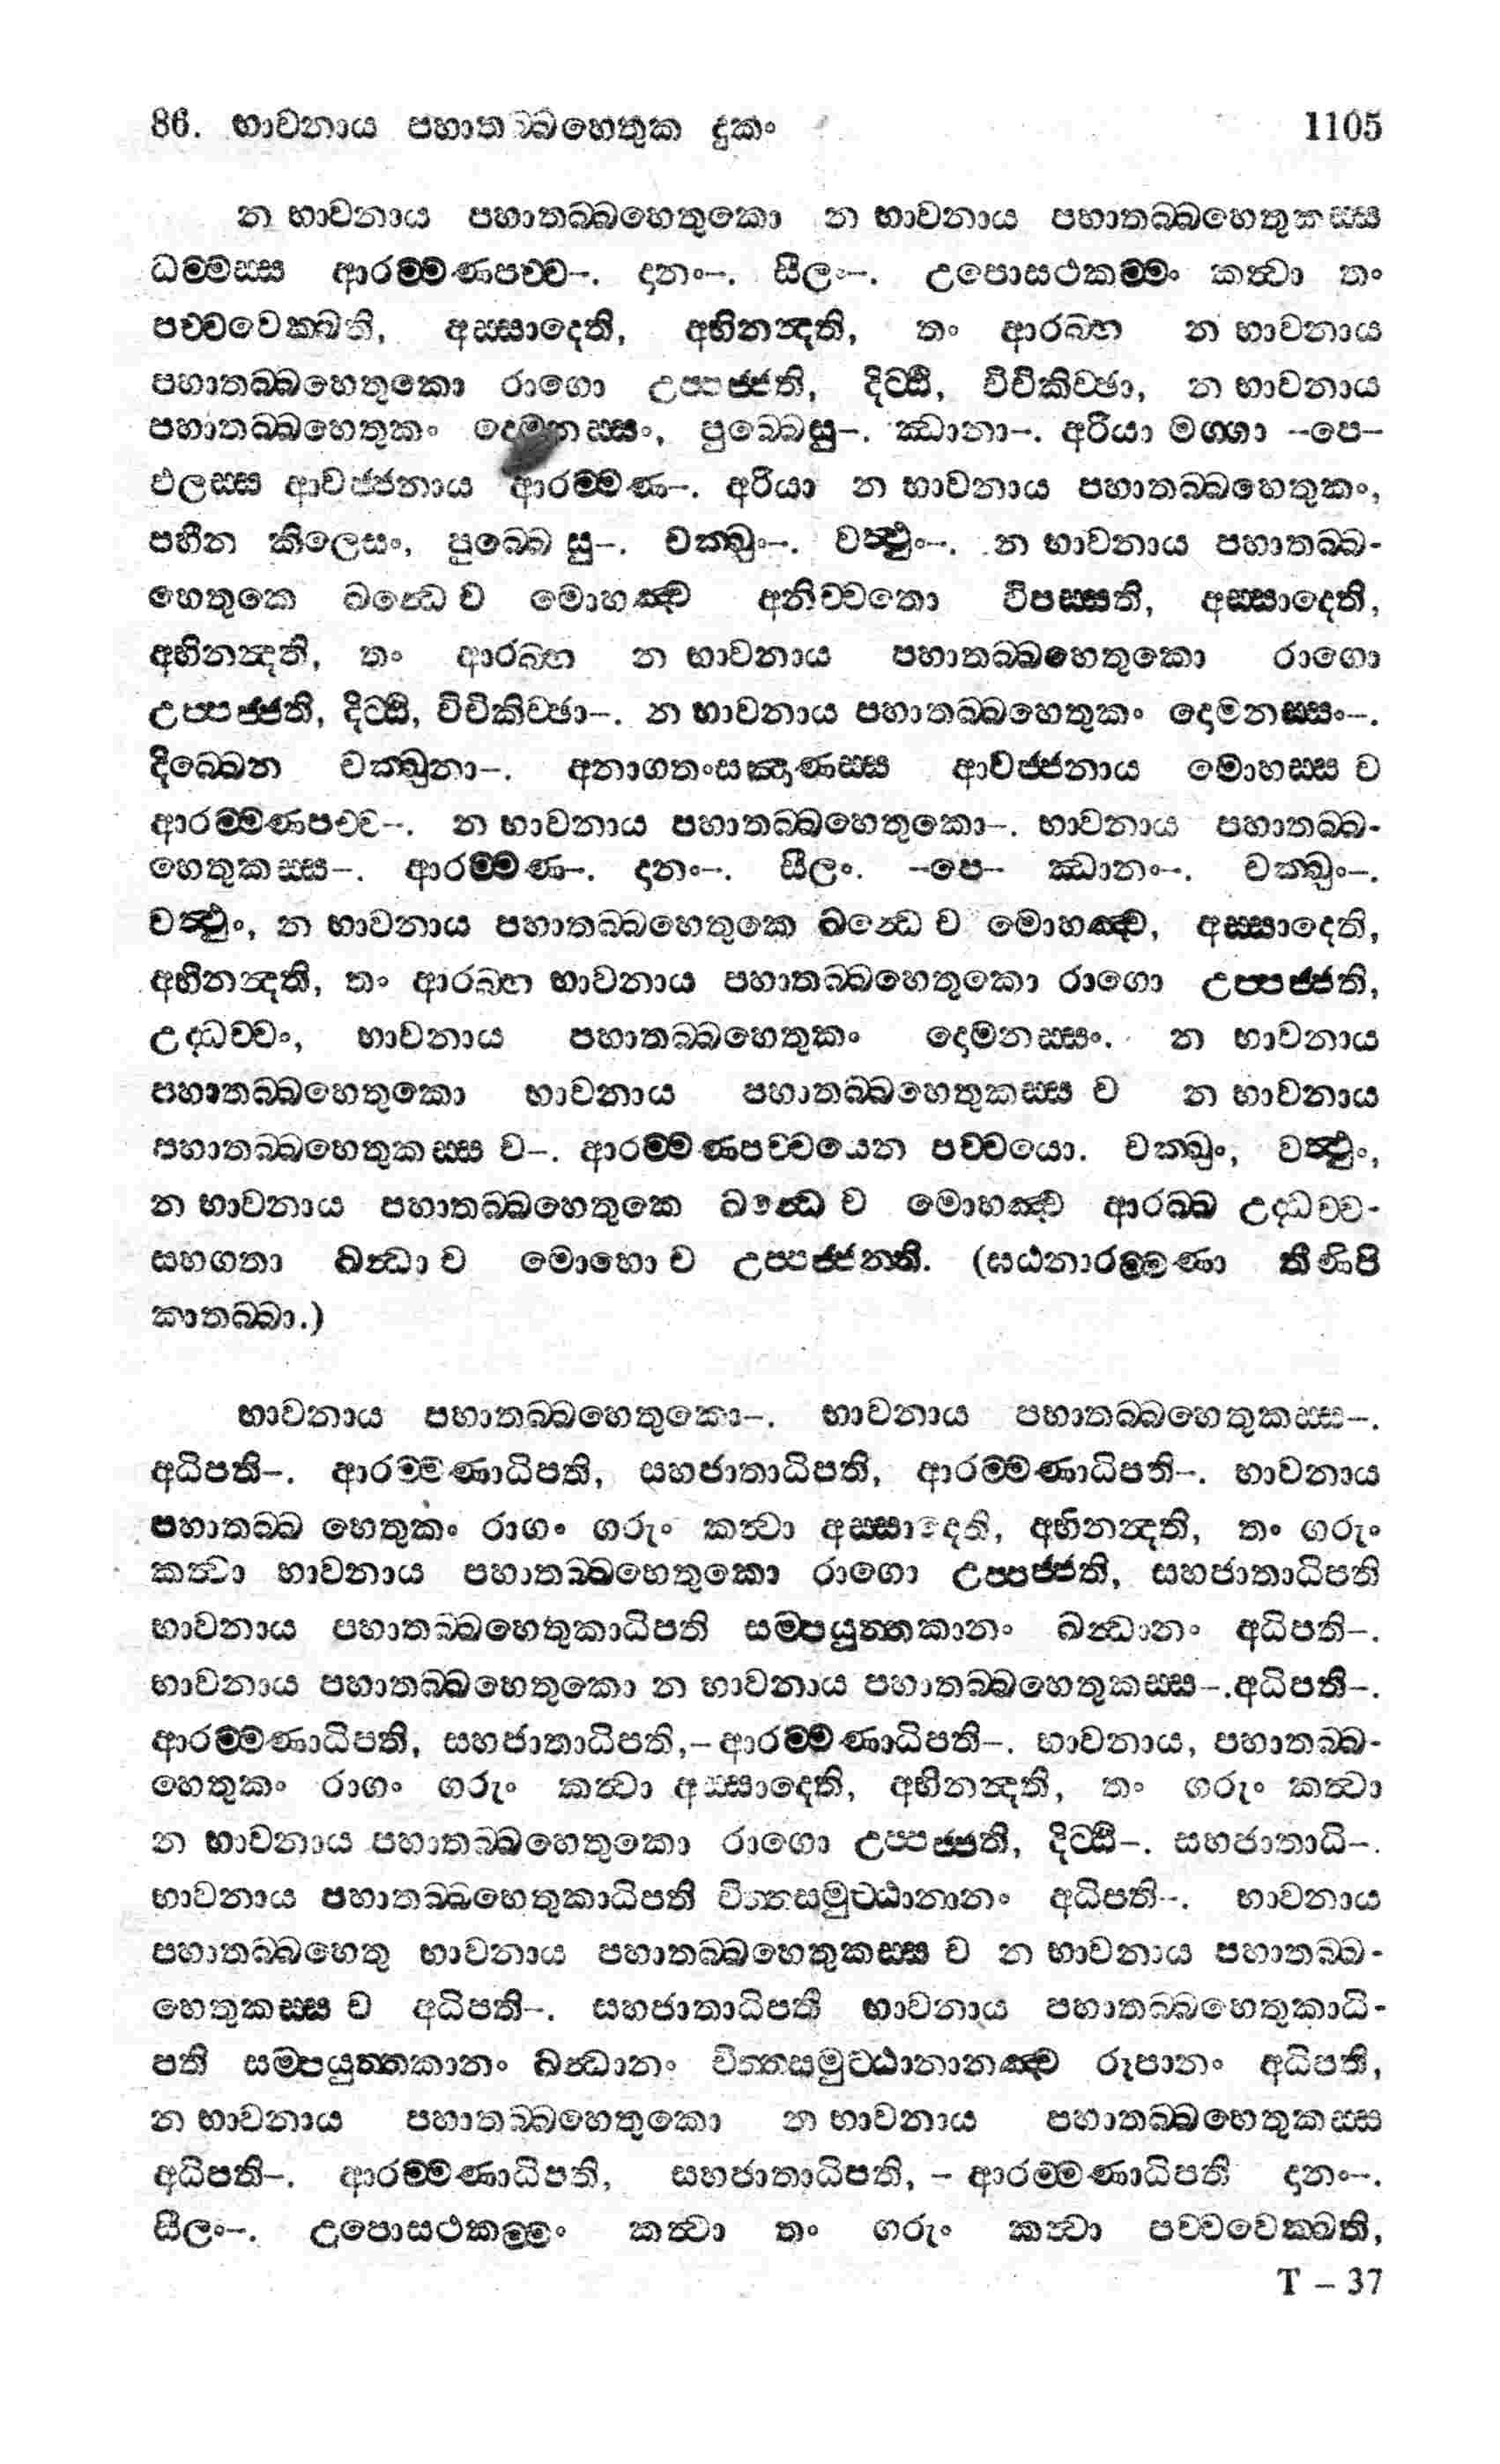 86. භාවනාය පහාතබ්බහෙතුක දුකං 1105
න භාවනාය පහාතබ්බහෙතුකො න භාවනාය පහාතබ්බහෙතුකස්ස
ධම්මස්ස ආරම්මණපච්ච-. දානං-. සීලං-. උපොසථකම්මං කත්වා තං
පච්චවෙක්ඛති, අස්සාදෙති, අභිනන්දති, තං ආරබ්භ න භාවනාය
පහාතබ්බහෙතුකො රාගො උප්පජ්ජති, දිට්ඨි, විචිකිච්ඡා, න භාවනාය
පහාතබ්බහෙතුකං දොමනස්සං, පුබ්බෙසු-. ඣානා-. අරියා මග්ගා -පෙ-
ඵලස්ස ආවජ්ජනාය ආරම්මණ-. අරියා න භාවනාය පහාතබ්බහෙතුකං,
පහීන කිලෙසං, පුබ්බෙ සු-. චක්ඛුං-. වත්ථුං-. න භාවනාය පහාතබ්බ-
හෙතුකෙ ඛන්ධෙ ච මොහඤ්ච අනිච්චතො විපස්සති, අස්සාදෙති,
අභිනන්දති, තං ආරබ්භ න භාවනාය පහාතබ්බහෙතුකො රාගො
උප්පජ්ජති, දිට්ඨි, විචිකිච්ඡා-. න භාවනාය පහාතබ්බහෙතුකං දොමනස්සං-.
දිබ්බෙන චක්ඛුනා-. අනාගතංසඤාණස්ස ආවජ්ජනාය මොහස්ස ච
ආරම්මණපච්ච-. න භාවනාය පහාතබ්බහෙතුකො-. භාවනාය පහාතබ්බ-
හෙතුකස්ස-. ආරම්මණ-. දානං-. සීලං. -පෙ- ඣානං-. චක්ඛුං-.
වත්ථුං, න භාවනාය පහාතබ්බහෙතුකෙ ඛන්ධෙ ච මොහඤ්ච, අස්සාදෙති,
අභිනන්දති, තං ආරබ්භ භාවනාය පහාතබ්බහෙතුකො රාගො උප්පජ්ජති,
උද්ධච්චං, භාවනාය පහාතබ්බහෙතුකං දොමනස්සං. න භාවනාය
පහාතබ්බහෙතුකො භාවනාය පහාතබ්බහෙතුකස්ස ච න භාවනාය
පහාතබ්බහෙතුකස්ස ච-. ආරම්මණපච්චයෙන පච්චයො. චක්ඛුං, වත්ථුං,
න භාවනාය පහාතබ්බහෙතුකෙ ඛන්ධෙ ච මොහඤ්ච ආරබ්බ උද්ධච්ච-
සහගතා ඛන්ධා ච මොහො ච උප්පජ්ජන්ති. (ඝඨනාරම්මණා තීණිපි
කාතබ්බා.)
භාවනාය පහාතබ්බහෙතුකො-. භාවනාය පහාතබ්බහෙතුකස්ස-.
අධිපති-. ආරම්මණාධිපති, සහජාතාධිපති, ආරම්මණාධිපති-. භාවනාය
පහාතබ්බ හෙතුකං රාගං ගරුං කත්වා අස්සාදෙති, අභිනන්දති, තං ගරුං
කත්වා භාවනාය පහාතබ්බහෙතුකො රාගො උප්පජ්ජති, සහජාතාධිපති
භාවනාය පහාතබ්බහෙතුකාධිපති සම්පයූත්තකානං ඛන්ධානං අධිපති-.
භාවනාය පහාතබ්බහෙතුකො න භාවනාය පහාතබ්බහෙතුකස්ස-.අධිපති-.
ආරම්මණාධිපති, සහජාතාධිපති,- ආරම්මණාධිපති-. භාවනාය, පහාතබ්බ-
හෙතුකං රාගං ගරුං කත්වා අස්සාදෙති, අභිනන්දති, තං ගරුං කත්වා
න භාවනාය පහාතබ්බහෙතුකො රාගො උප්පජ්ජති, දිට්ඨි-. සහජාතාධි-.
භාවනාය පහාතබ්බහෙතුකාධිපති චිත්තසමුට්ඨානානං අධිපති-. භාවනාය
පහාතබ්බහෙතු භාවනාය පහාතබ්බහෙතුකස්ස ච න භාවනාය පහාතබ්බ-
හෙතුකස්ස ච අධිපති-. සහජාතාධිපති භාවනාය පහාතබ්බහෙතුකාධි-
පති සම්පයුත්තකානං ඛන්ධානං චිත්තසමුට්ඨානානඤ්ච රූපානං අධිපති,
න භාවනාය පහාතබ්බහෙතුකො න භාවනාය පහාතබ්බහෙතුකස්ස
අධිපති-. ආරම්මණාධිපති, සහජාතාධිපති, - ආරම්මණාධිපති දානං-.
සීලං-. උපොසථකම්මං කත්වා තං ගරුං කත්වා පච්චවෙක්ඛති,
T - 37